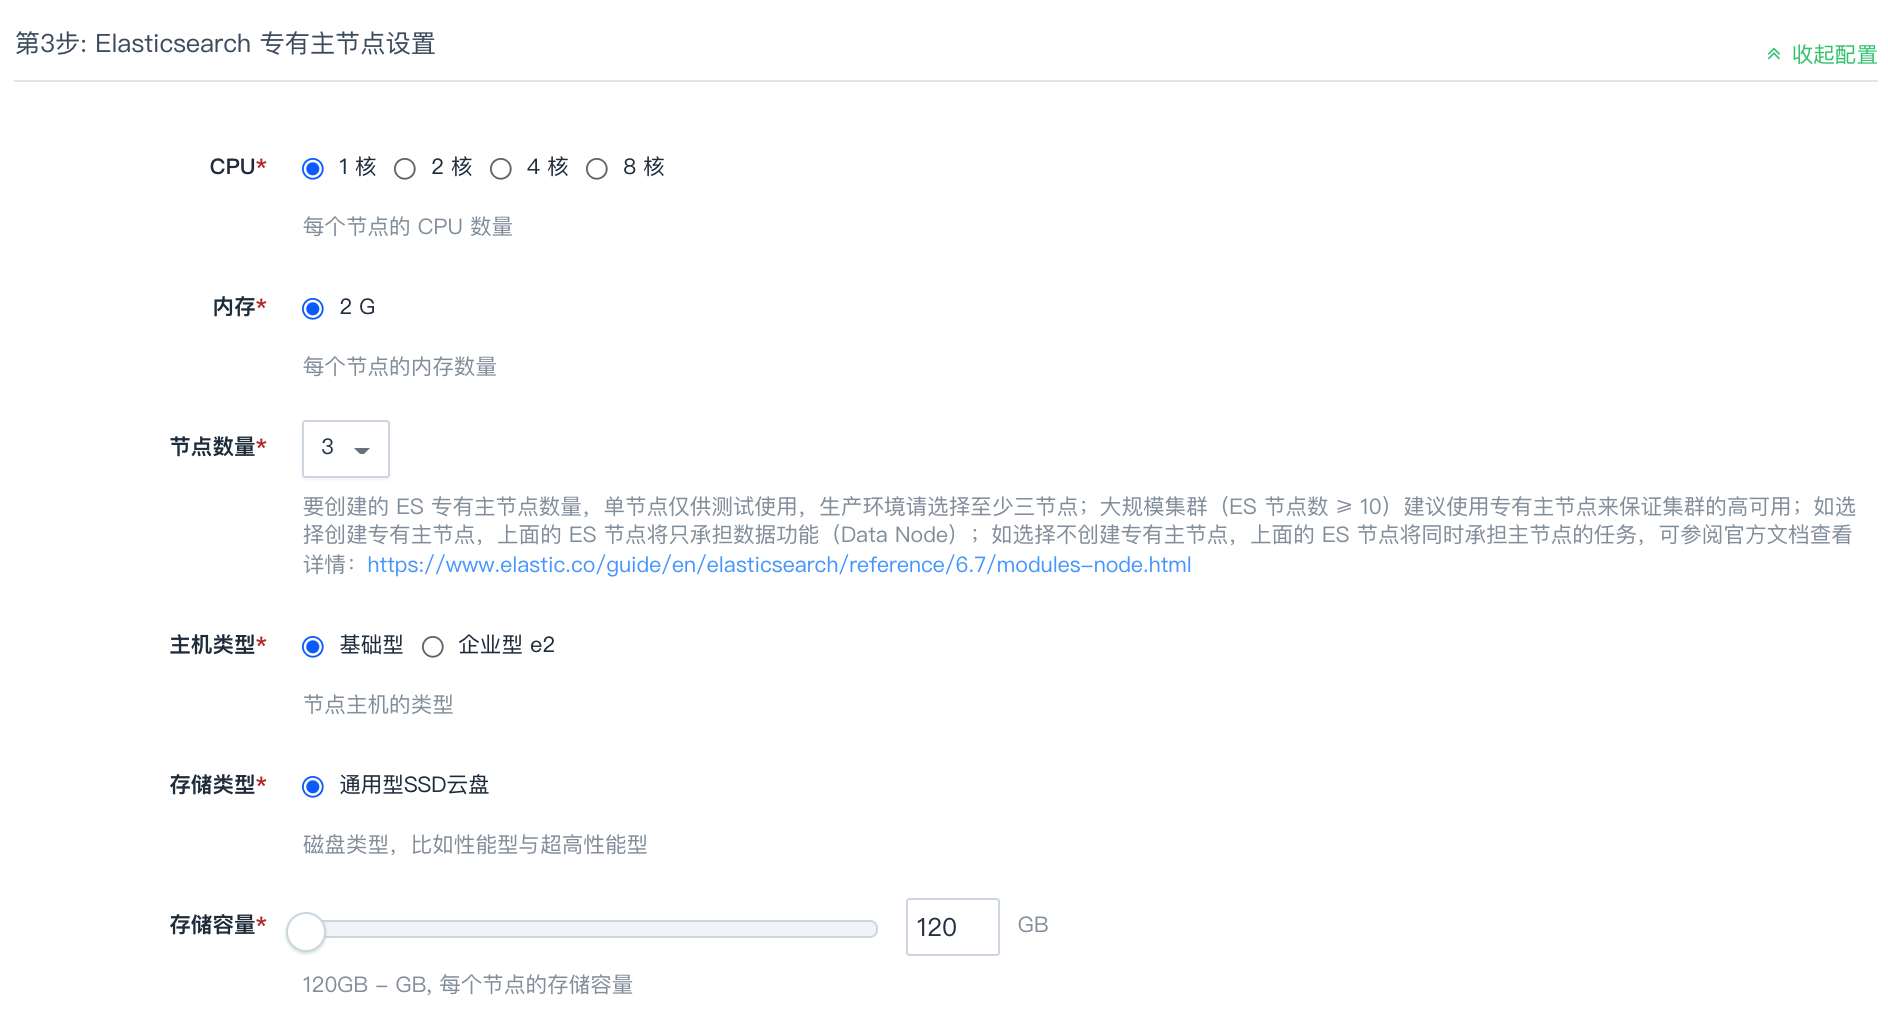 第3步: Elasticsearch 专有主节点设置
收起配置
CPU* 1 核 2 核 4 核 8 核
每个节点的 CPU 数量
内存* 2 G
每个节点的内存数量
节点数量* 3
要创建的 ES 专有主节点数量，单节点仅供测试使用，生产环境请选择至少三节点；大规模集群（ES 节点数 ≥ 10）建议使用专有主节点来保证集群的高可用；如选
择创建专有主节点，上面的 ES 节点将只承担数据功能（Data Node）；如选择不创建专有主节点，上面的 ES 节点将同时承担主节点的任务，可参阅官方文档查看
详情：https://www.elastic.co/guide/en/elasticsearch/reference/6.7/modules-node.html
主机类型* 基础型 企业型 e2
节点主机的类型
存储类型* 通用型SSD云盘
磁盘类型，比如性能型与超高性能型
存储容量* 120 GB
120GB - GB, 每个节点的存储容量